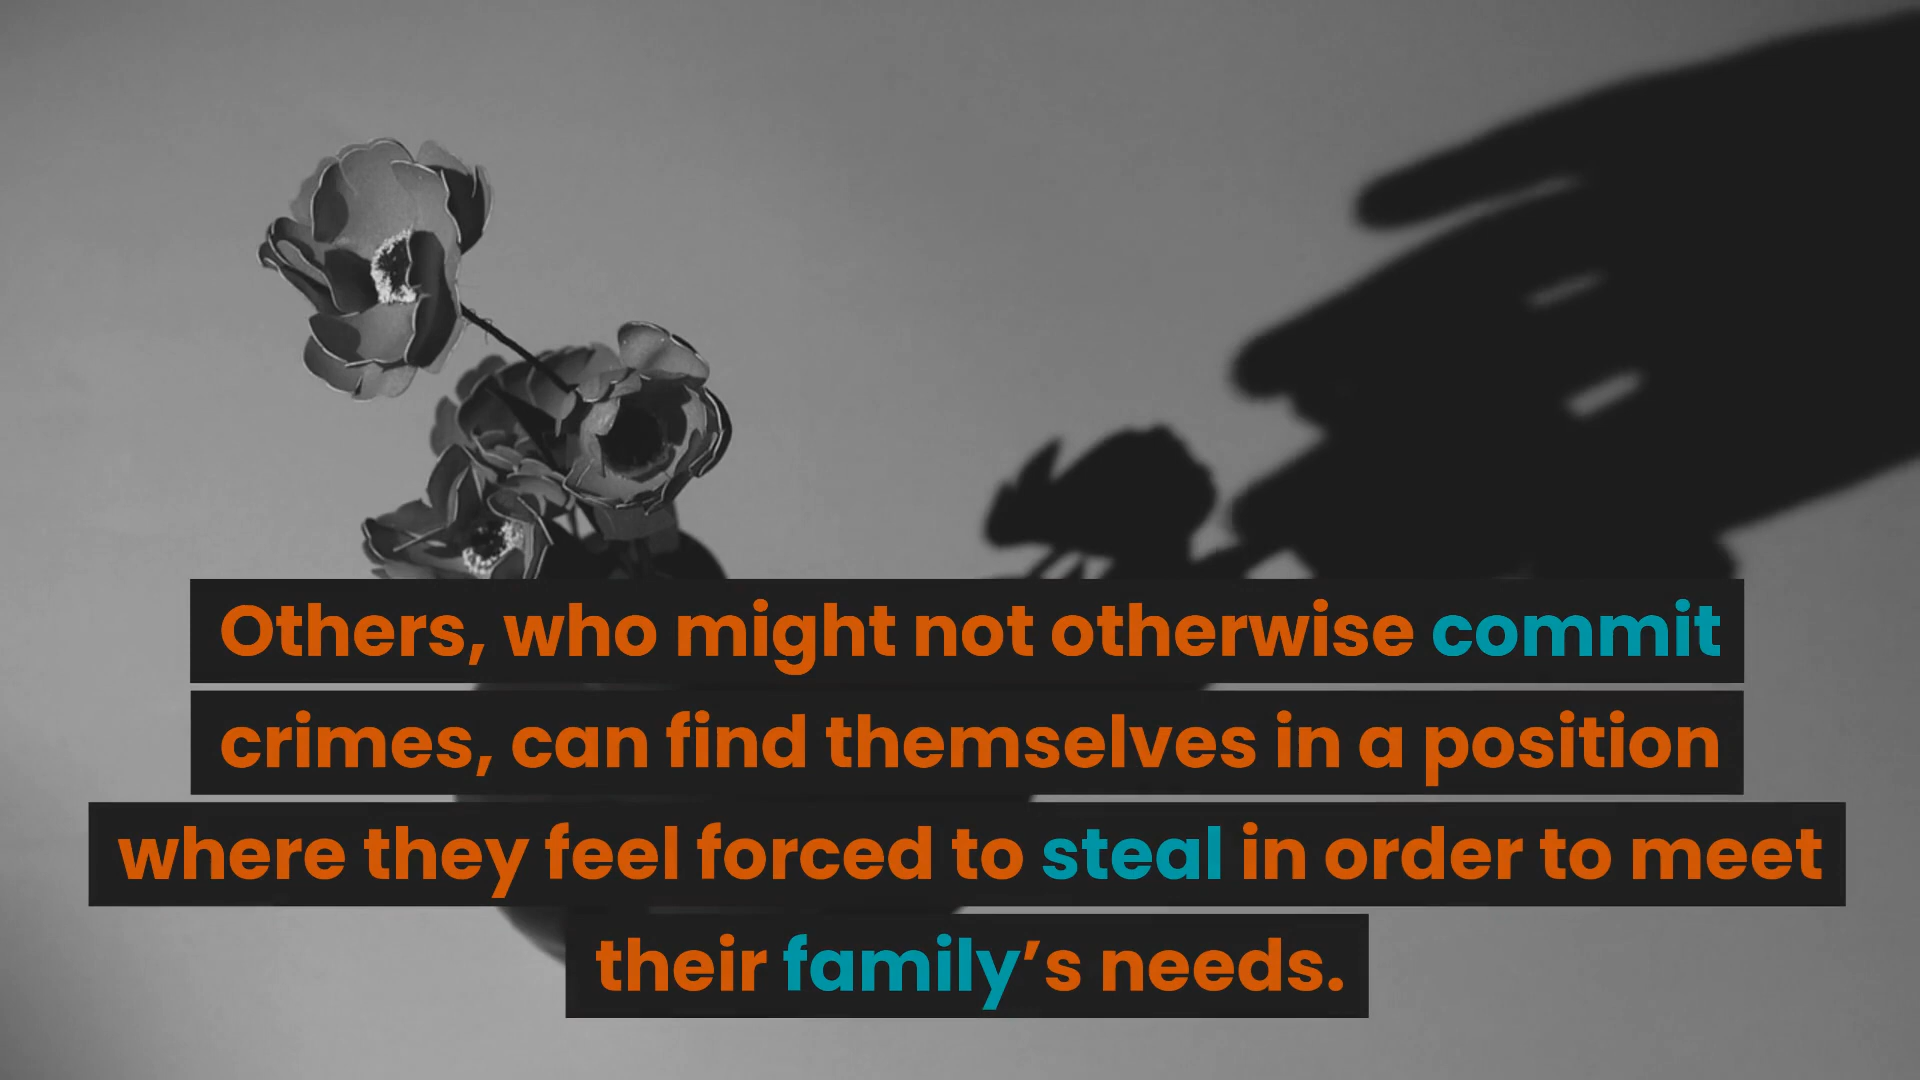 Others, who might not otherwise commit
crimes, can find themselves in a position
where they feel forced to steal in order to meet
their family’s needs.